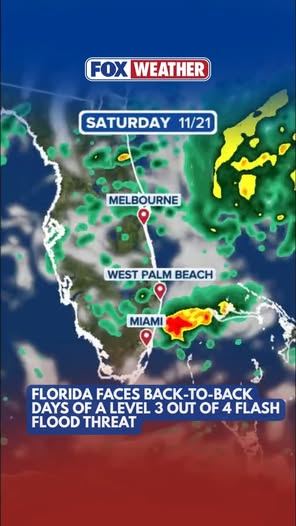 FOX WEATHER
SATURDAY 11/21
MELBOURNE
WEST PALM BEACH
MIAMI
FLORIDA FACES BACK-TO-BACK
DAYS OF A LEVEL 3 OUT OF 4 FLASH
FLOOD THREAT